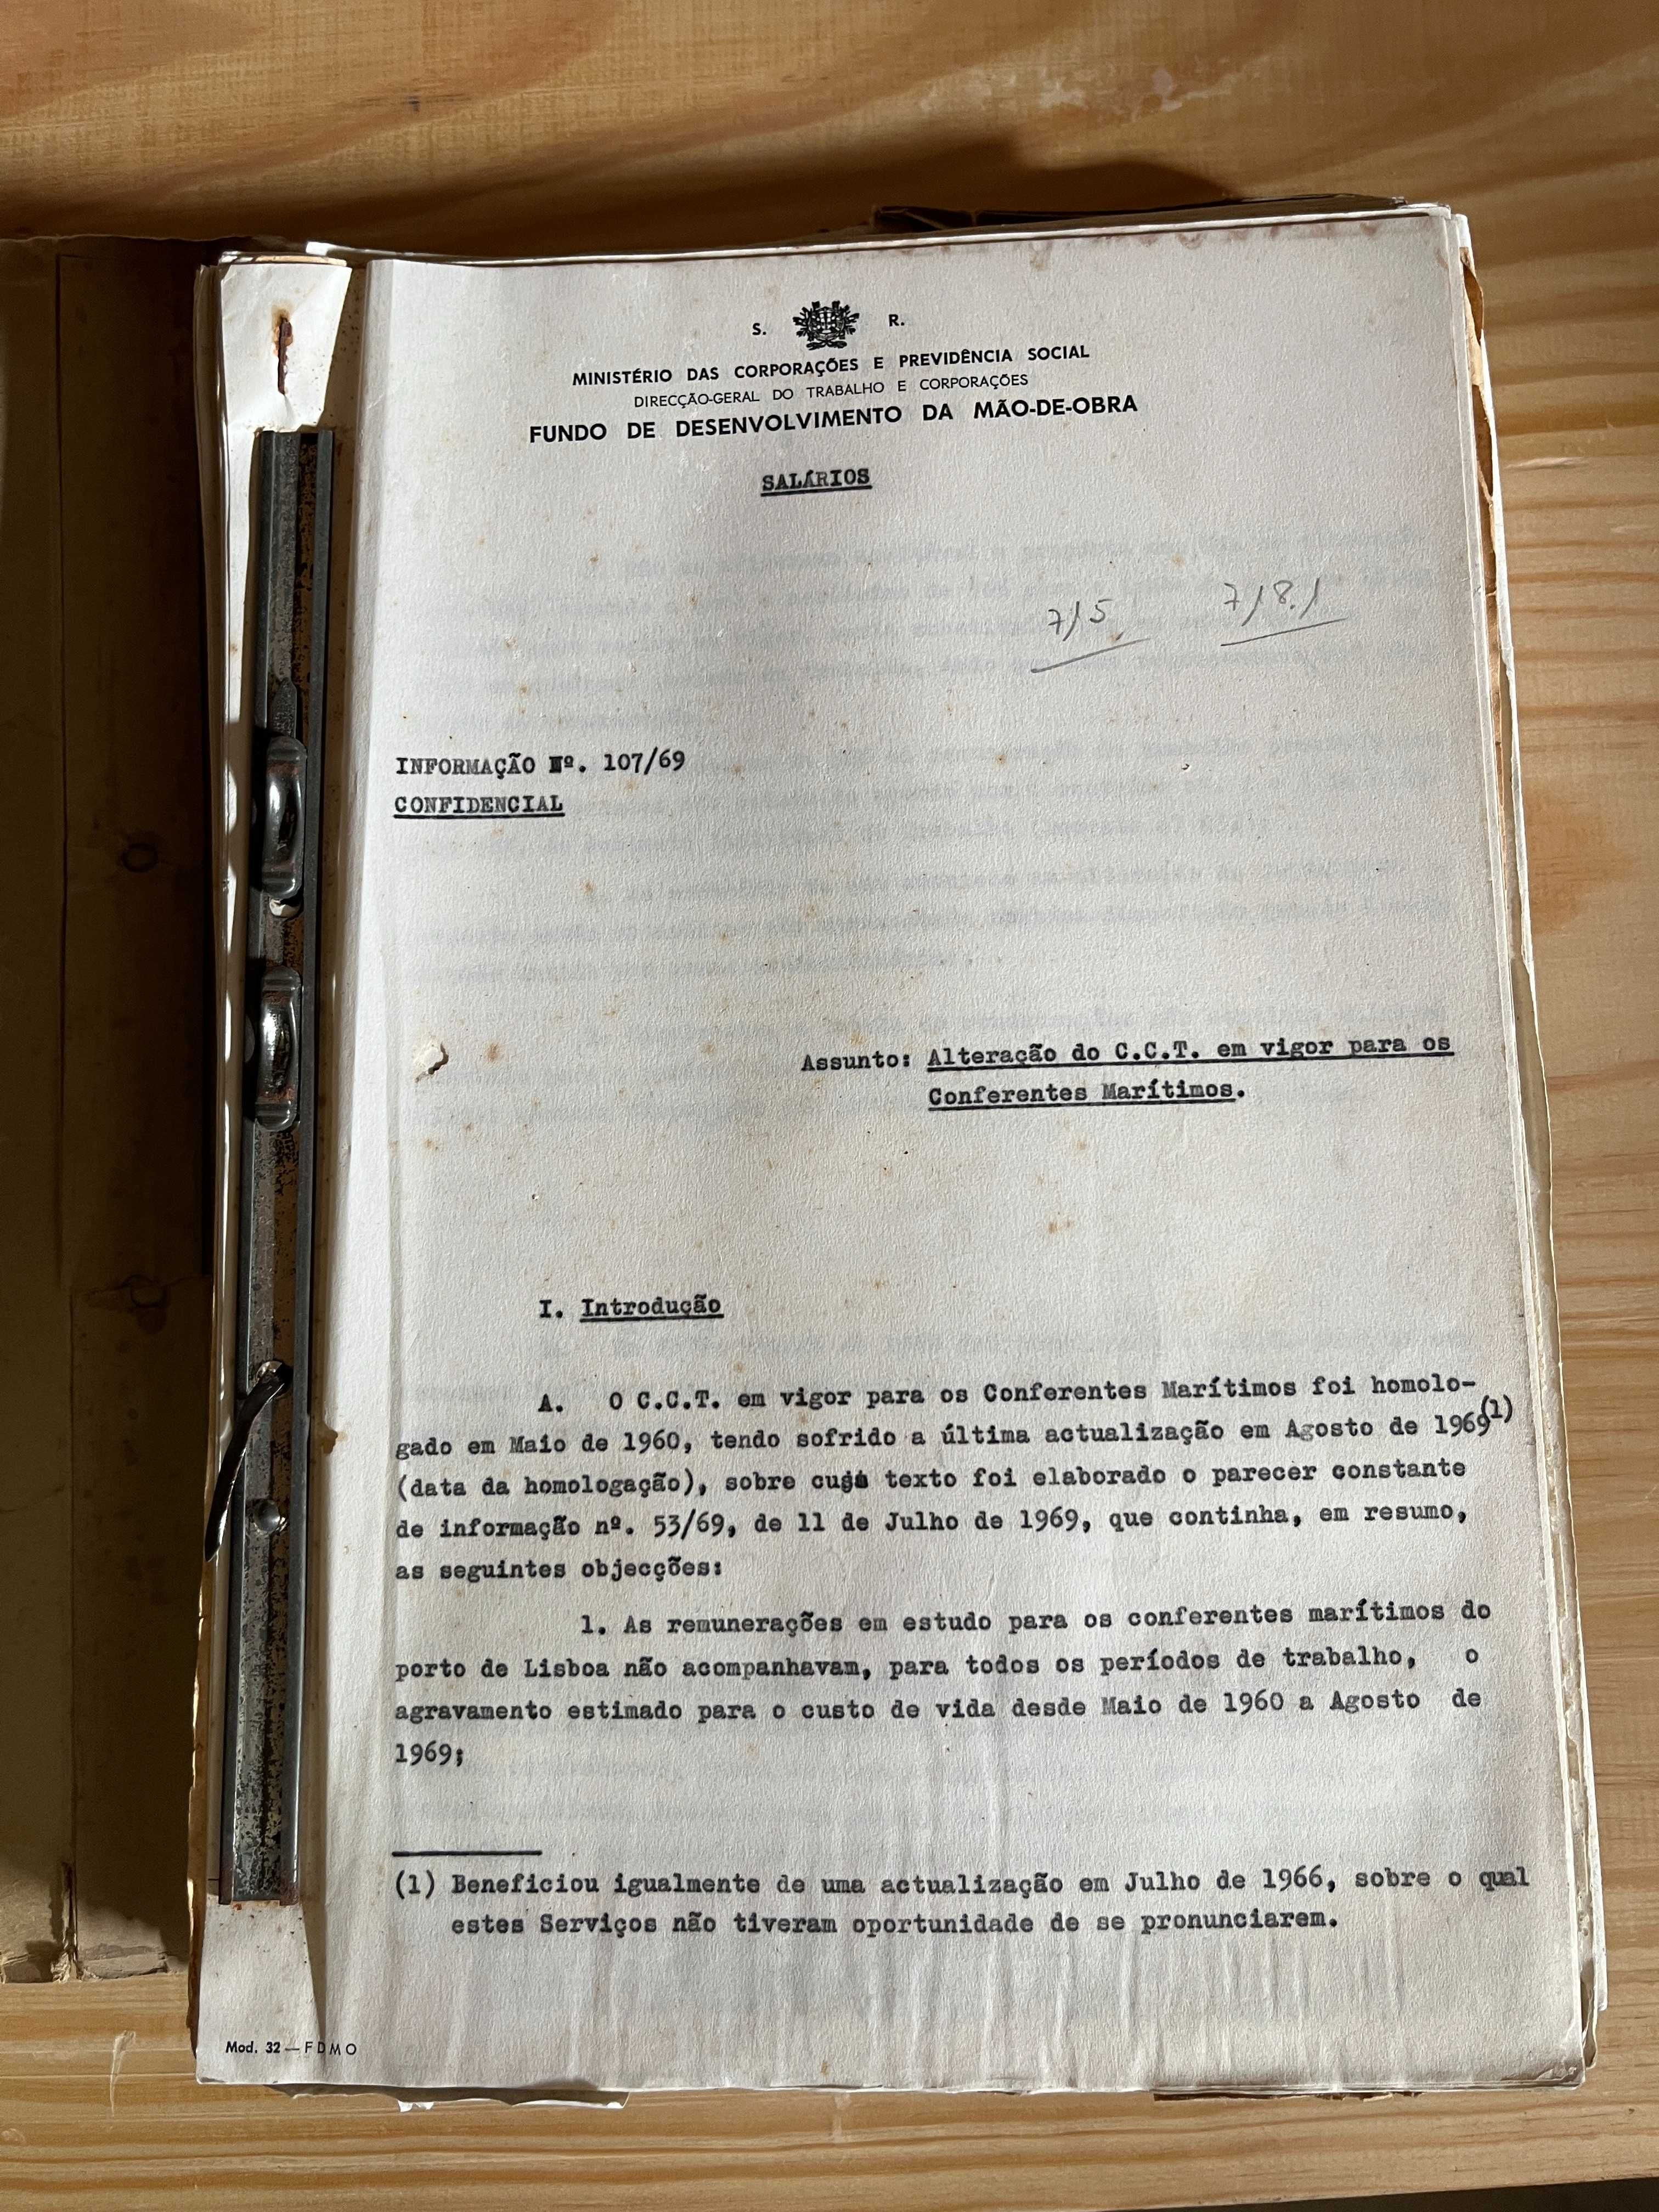 S. R.
MINISTÉRIO DAS CORPORAÇÕES E PREVIDÊNCIA SOCIAL
DIRECÇÃO-GERAL DO TRABALHO E CORPORAÇÕES
FUNDO DE DESENVOLVIMENTO DA MÃO-DE-OBRA
SALÁRIOS
7/5 7/8.1
INFORMAÇÃO Nº. 107/69
CONFIDENCIAL
Assunto: Alteração do C.C.T. em vigor para os
Conferentes Marítimos.
I. Introdução
A. O C.C.T. em vigor para os Conferentes Marítimos foi homolo-
gado em Maio de 1960, tendo sofrido a última actualização em Agosto de 1969(1)
(data da homologação), sobre cujo texto foi elaborado o parecer constante
de informação nº. 53/69, de 11 de Julho de 1969, que continha, em resumo,
as seguintes objecções:
1. As remunerações em estudo para os conferentes marítimos do
porto de Lisboa não acompanhavam, para todos os períodos de trabalho, o
agravamento estimado para o custo de vida desde Maio de 1960 a Agosto de
1969;
(1) Beneficiou igualmente de uma actualização em Julho de 1966, sobre o qual
estes Serviços não tiveram oportunidade de se pronunciarem.
Mod. 32 — FDMO